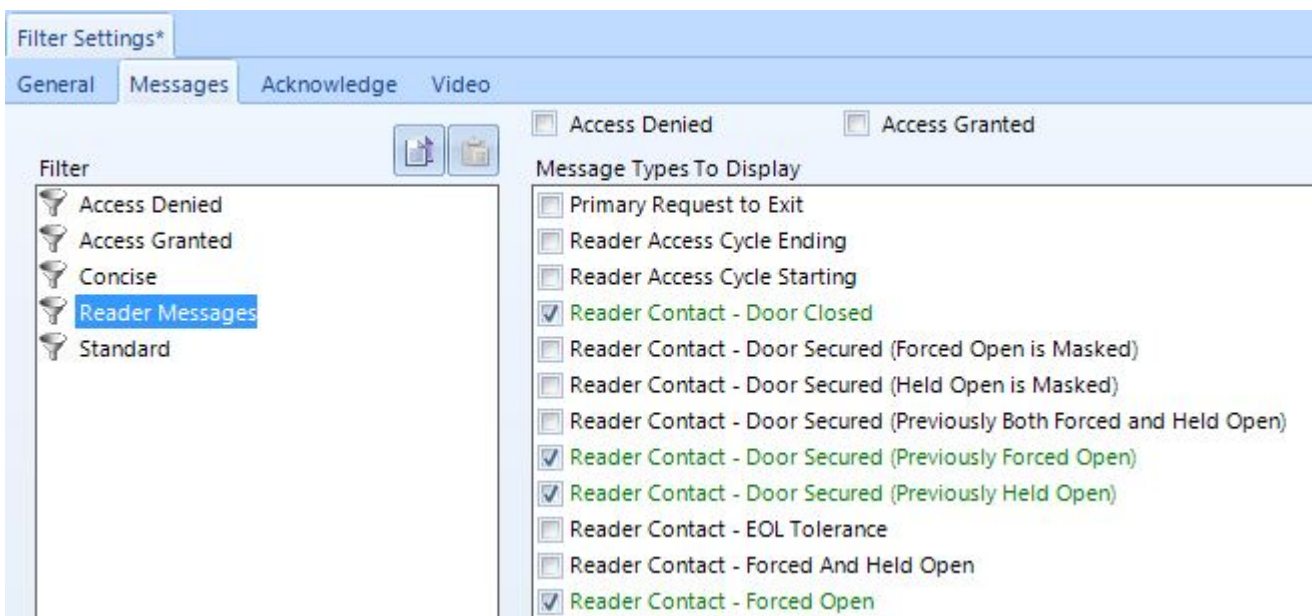 Filter Settings*
General Messages Acknowledge Video
Access Denied Access Granted
Filter
Message Types To Display
Access Denied
Access Granted
Concise
Reader Messages
Standard
Primary Request to Exit
Reader Access Cycle Ending
Reader Access Cycle Starting
Reader Contact - Door Closed
Reader Contact - Door Secured (Forced Open is Masked)
Reader Contact - Door Secured (Held Open is Masked)
Reader Contact - Door Secured (Previously Both Forced and Held Open)
Reader Contact - Door Secured (Previously Forced Open)
Reader Contact - Door Secured (Previously Held Open)
Reader Contact - EOL Tolerance
Reader Contact - Forced And Held Open
Reader Contact - Forced Open